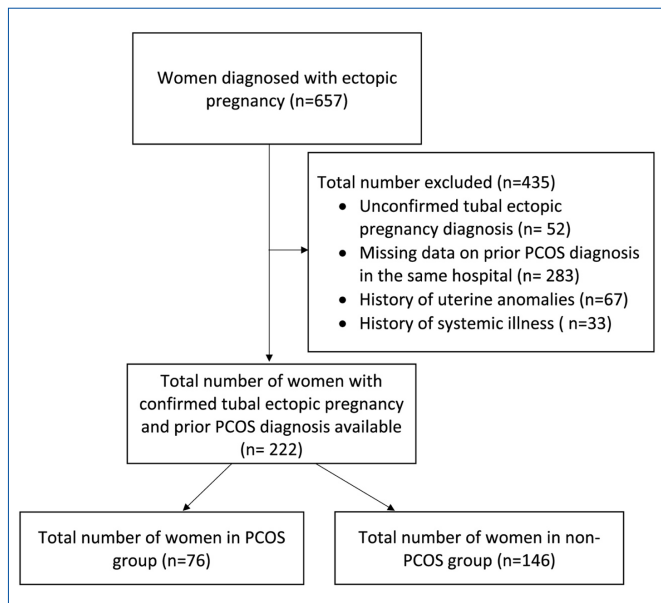 Women diagnosed with ectopic
pregnancy (n=657)
Total number excluded (n=435)
• Unconfirmed tubal ectopic
pregnancy diagnosis (n= 52)
• Missing data on prior PCOS diagnosis
in the same hospital (n= 283)
• History of uterine anomalies (n=67)
• History of systemic illness ( n=33)
Total number of women with
confirmed tubal ectopic pregnancy
and prior PCOS diagnosis available
(n= 222)
Total number of women in PCOS
group (n=76)
Total number of women in non-
PCOS group (n=146)